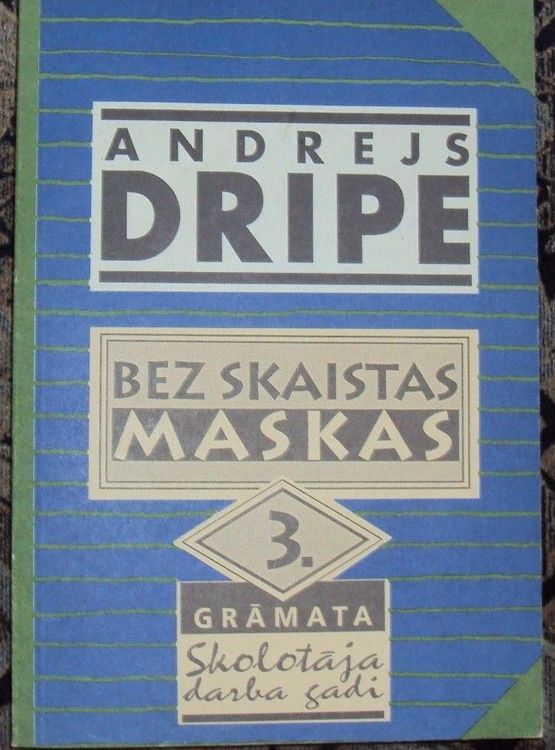 ANDREJS
DRIPE
BEZ SKAISTAS
MASKAS
3.
GRĀMATA
Skolotāja
darba gadi